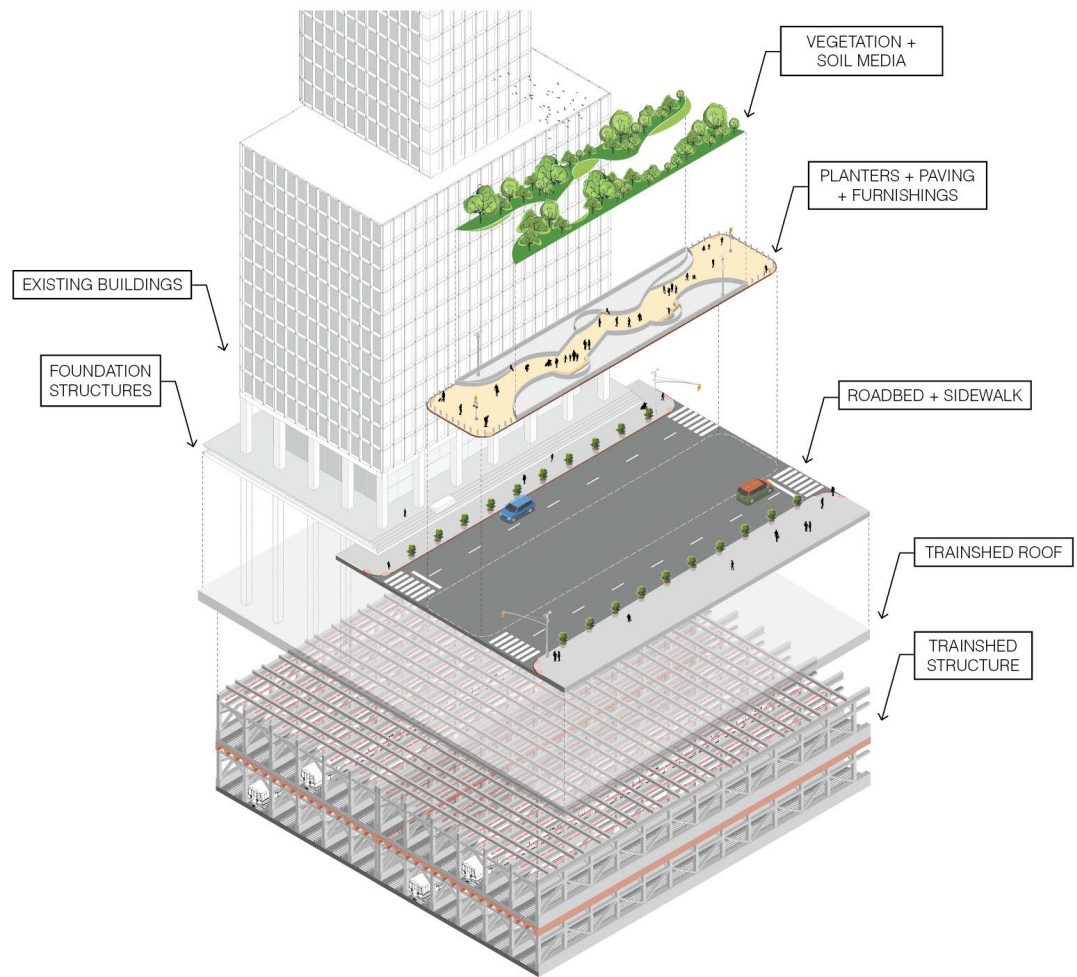 VEGETATION +
SOIL MEDIA
PLANTERS + PAVING
+ FURNISHINGS
EXISTING BUILDINGS
FOUNDATION
STRUCTURES
ROADBED + SIDEWALK
TRAINSHED ROOF
TRAINSHED
STRUCTURE